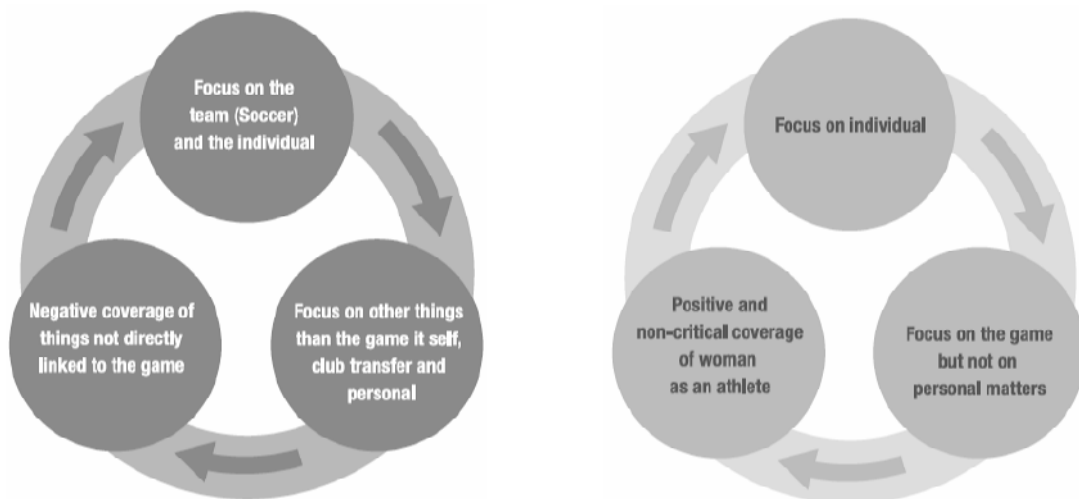 Focus on the
team (Soccer)
and the individual
Negative coverage of
things not directly
linked to the game
Focus on other things
than the game it self,
club transfer and
personal
Focus on individual
Positive and
non-critical coverage
of woman
as an athlete
Focus on the game
but not on
personal matters